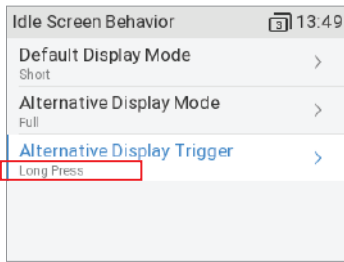 Idle Screen Behavior 3 13:49
Default Display Mode
Short
Alternative Display Mode
Full
Alternative Display Trigger
Long Press